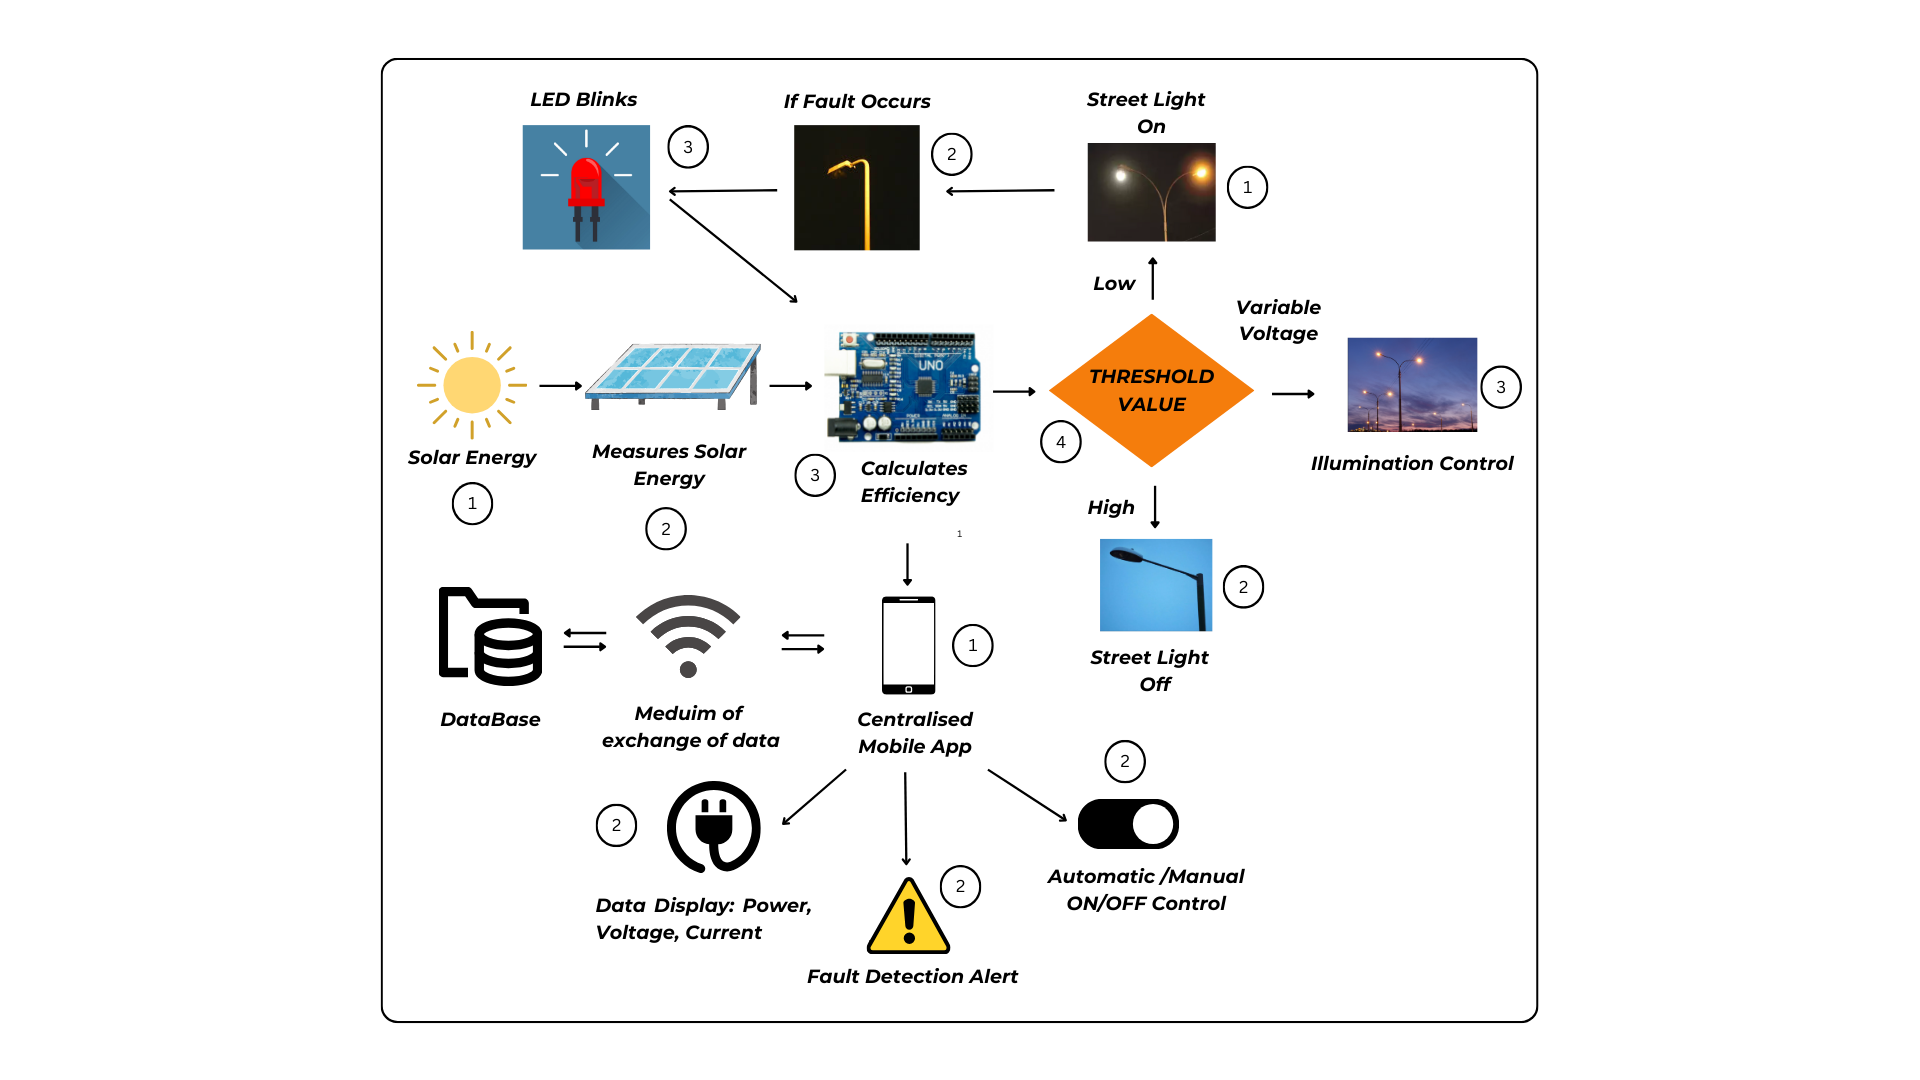 LED Blinks
3
If Fault Occurs
2
Street Light
On
1
Low
Variable
Voltage
Solar Energy
1
Measures Solar
Energy
2
UNO
3
Calculates
Efficiency
1
THRESHOLD
VALUE
4
3
Illumination Control
High
2
Street Light
Off
DataBase
Meduim of
exchange of data
1
Centralised
Mobile App
2
Data Display: Power,
Voltage, Current
2
Fault Detection Alert
2
Automatic /Manual
ON/OFF Control